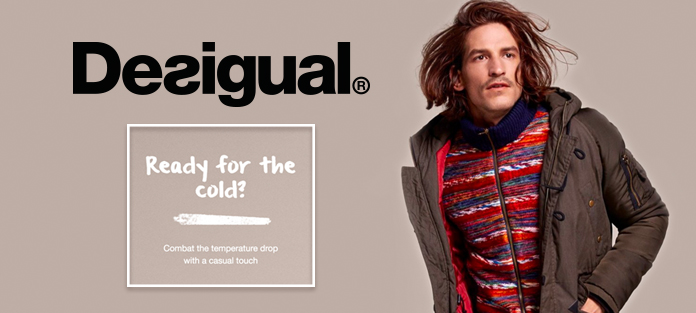 Desigual®
Ready for the
cold?
Combat the temperature drop
with a casual touch